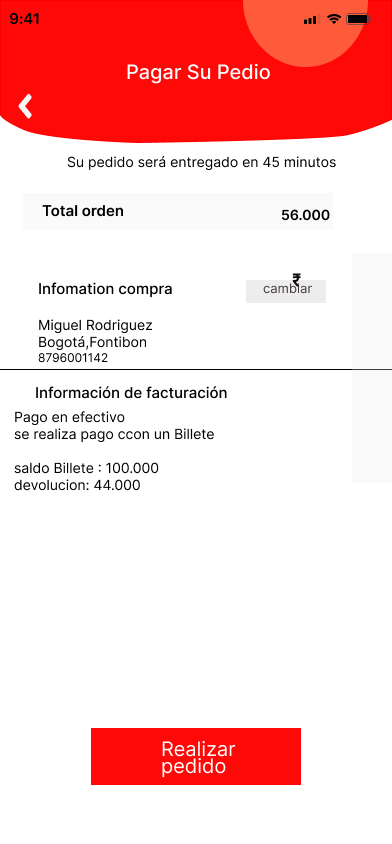 9:41
Pagar Su Pedio
Su pedido será entregado en 45 minutos
Total orden
56.000
₹
Infomation compra
cambiar
Miguel Rodriguez
Bogotá,Fontibon
8796001142
Información de facturación
Pago en efectivo
se realiza pago ccon un Billete
saldo Billete : 100.000
devolucion: 44.000
Realizar
pedido